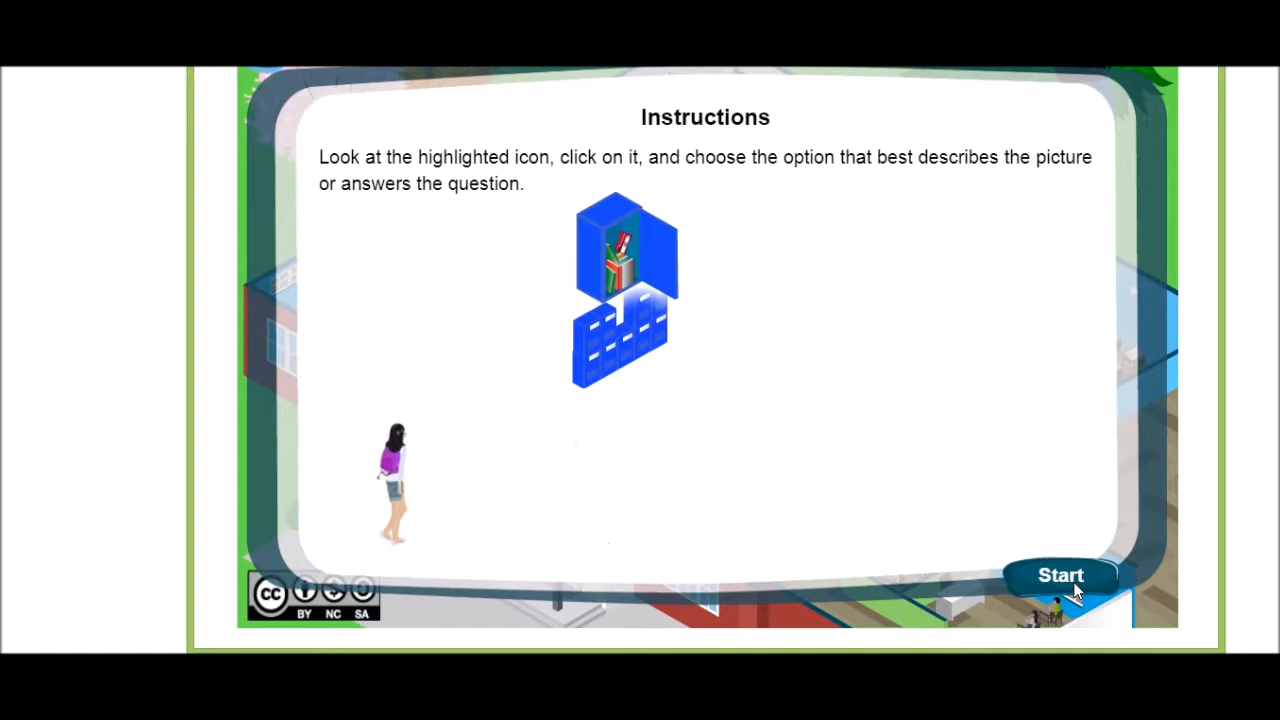 Instructions
Look at the highlighted icon, click on it, and choose the option that best describes the picture
or answers the question.
Start
cc
BY NC SA